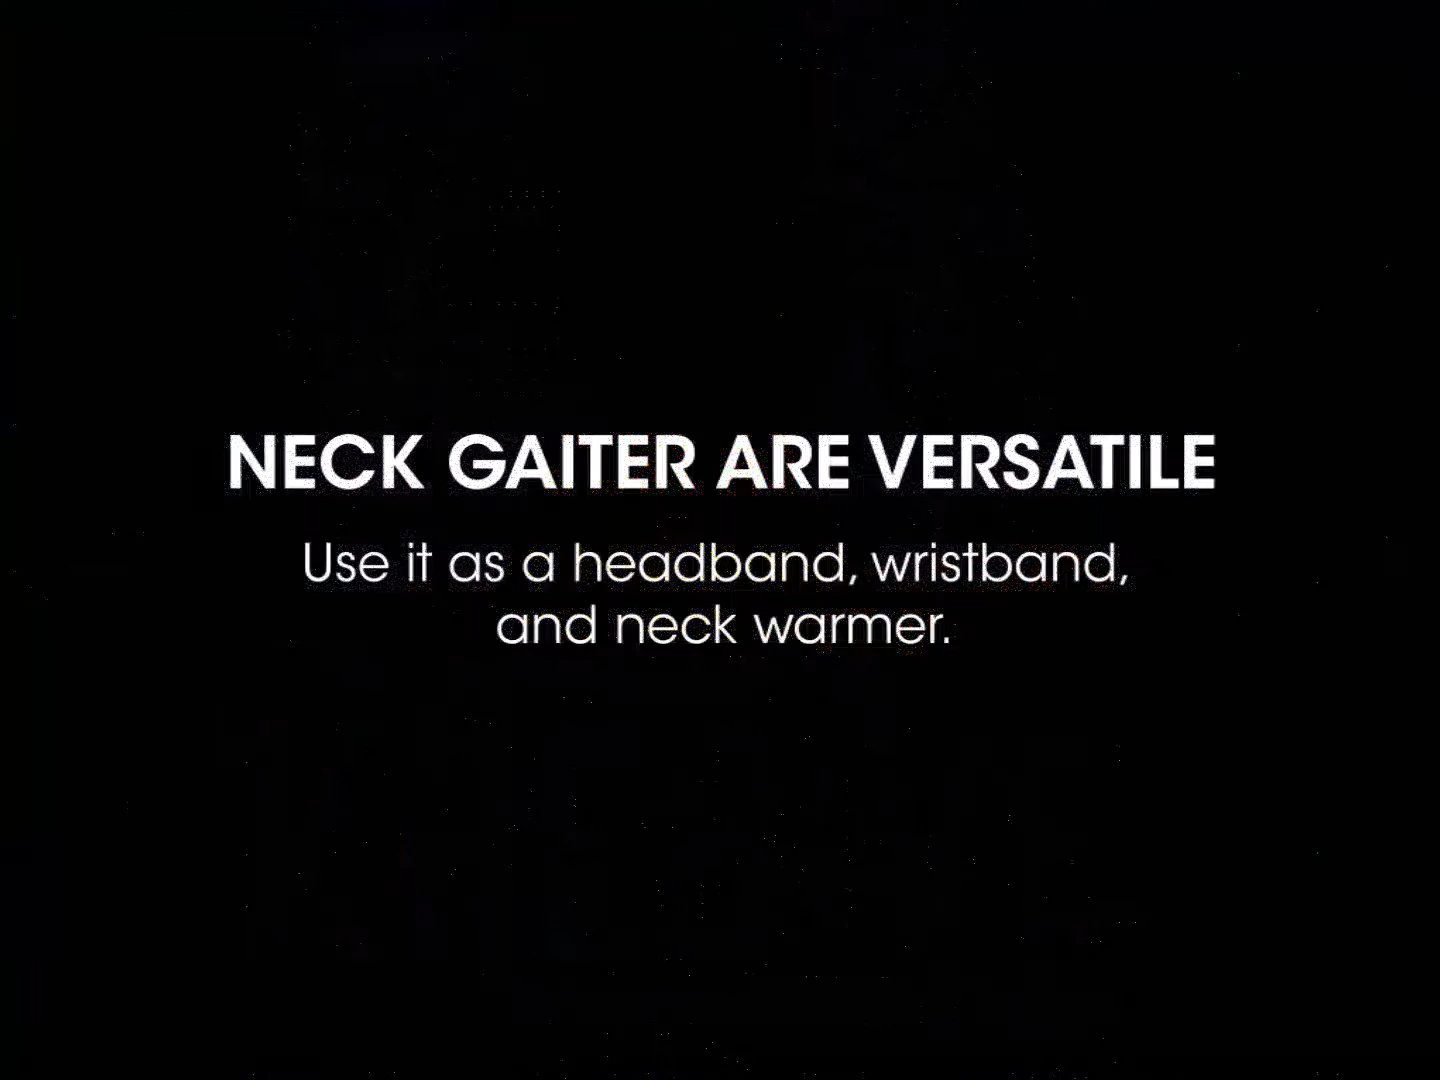 NECK GAITER ARE VERSATILE
Use it as a headband, wristband,
and neck warmer.